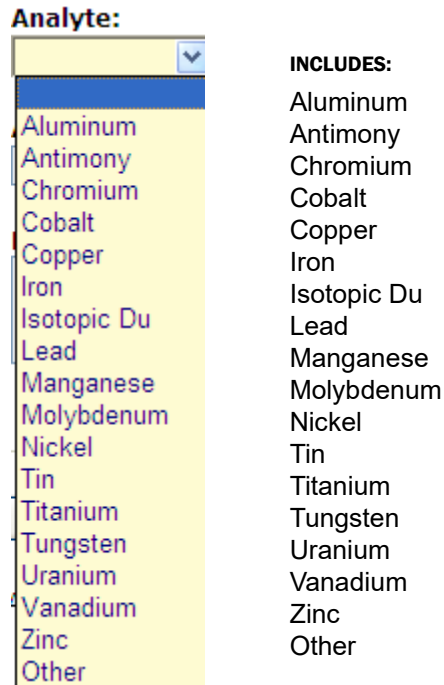 Analyte:
Aluminum
Antimony
Chromium
Cobalt
Copper
Iron
Isotopic Du
Lead
Manganese
Molybdenum
Nickel
Tin
Titanium
Tungsten
Uranium
Vanadium
Zinc
Other
INCLUDES:
Aluminum
Antimony
Chromium
Cobalt
Copper
Iron
Isotopic Du
Lead
Manganese
Molybdenum
Nickel
Tin
Titanium
Tungsten
Uranium
Vanadium
Zinc
Other